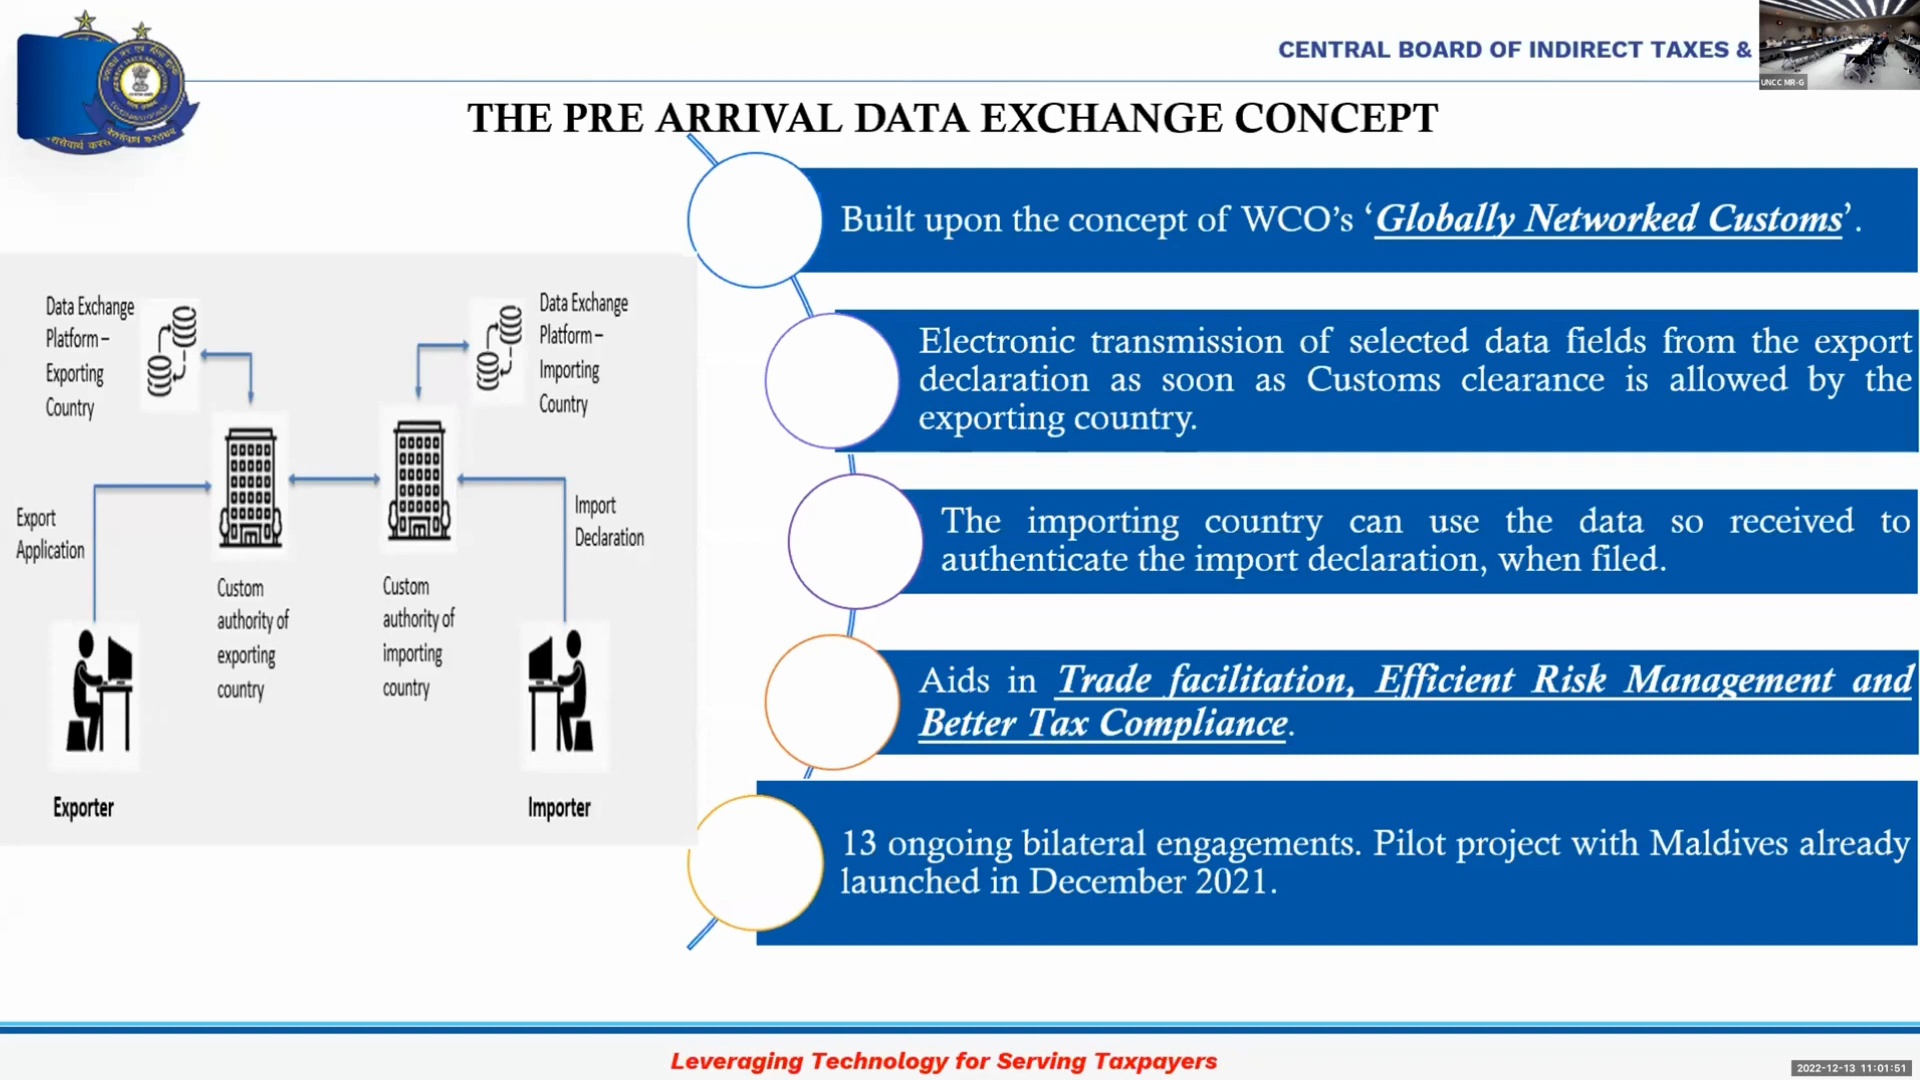 CENTRAL BOARD OF INDIRECT TAXES &
UNCC MR-G
THE PRE ARRIVAL DATA EXCHANGE CONCEPT
Built upon the concept of WCO’s ‘Globally Networked Customs’.
Electronic transmission of selected data fields from the export
declaration as soon as Customs clearance is allowed by the
exporting country.
The importing country can use the data so received to
authenticate the import declaration, when filed.
Aids in Trade facilitation, Efficient Risk Management and
Better Tax Compliance.
13 ongoing bilateral engagements. Pilot project with Maldives already
launched in December 2021.
Data Exchange
Platform –
Exporting
Country
Data Exchange
Platform –
Importing
Country
Export
Application
Import
Declaration
Custom
authority of
exporting
country
Custom
authority of
importing
country
Exporter
Importer
Leveraging Technology for Serving Taxpayers
2022-12-13 11:01:51